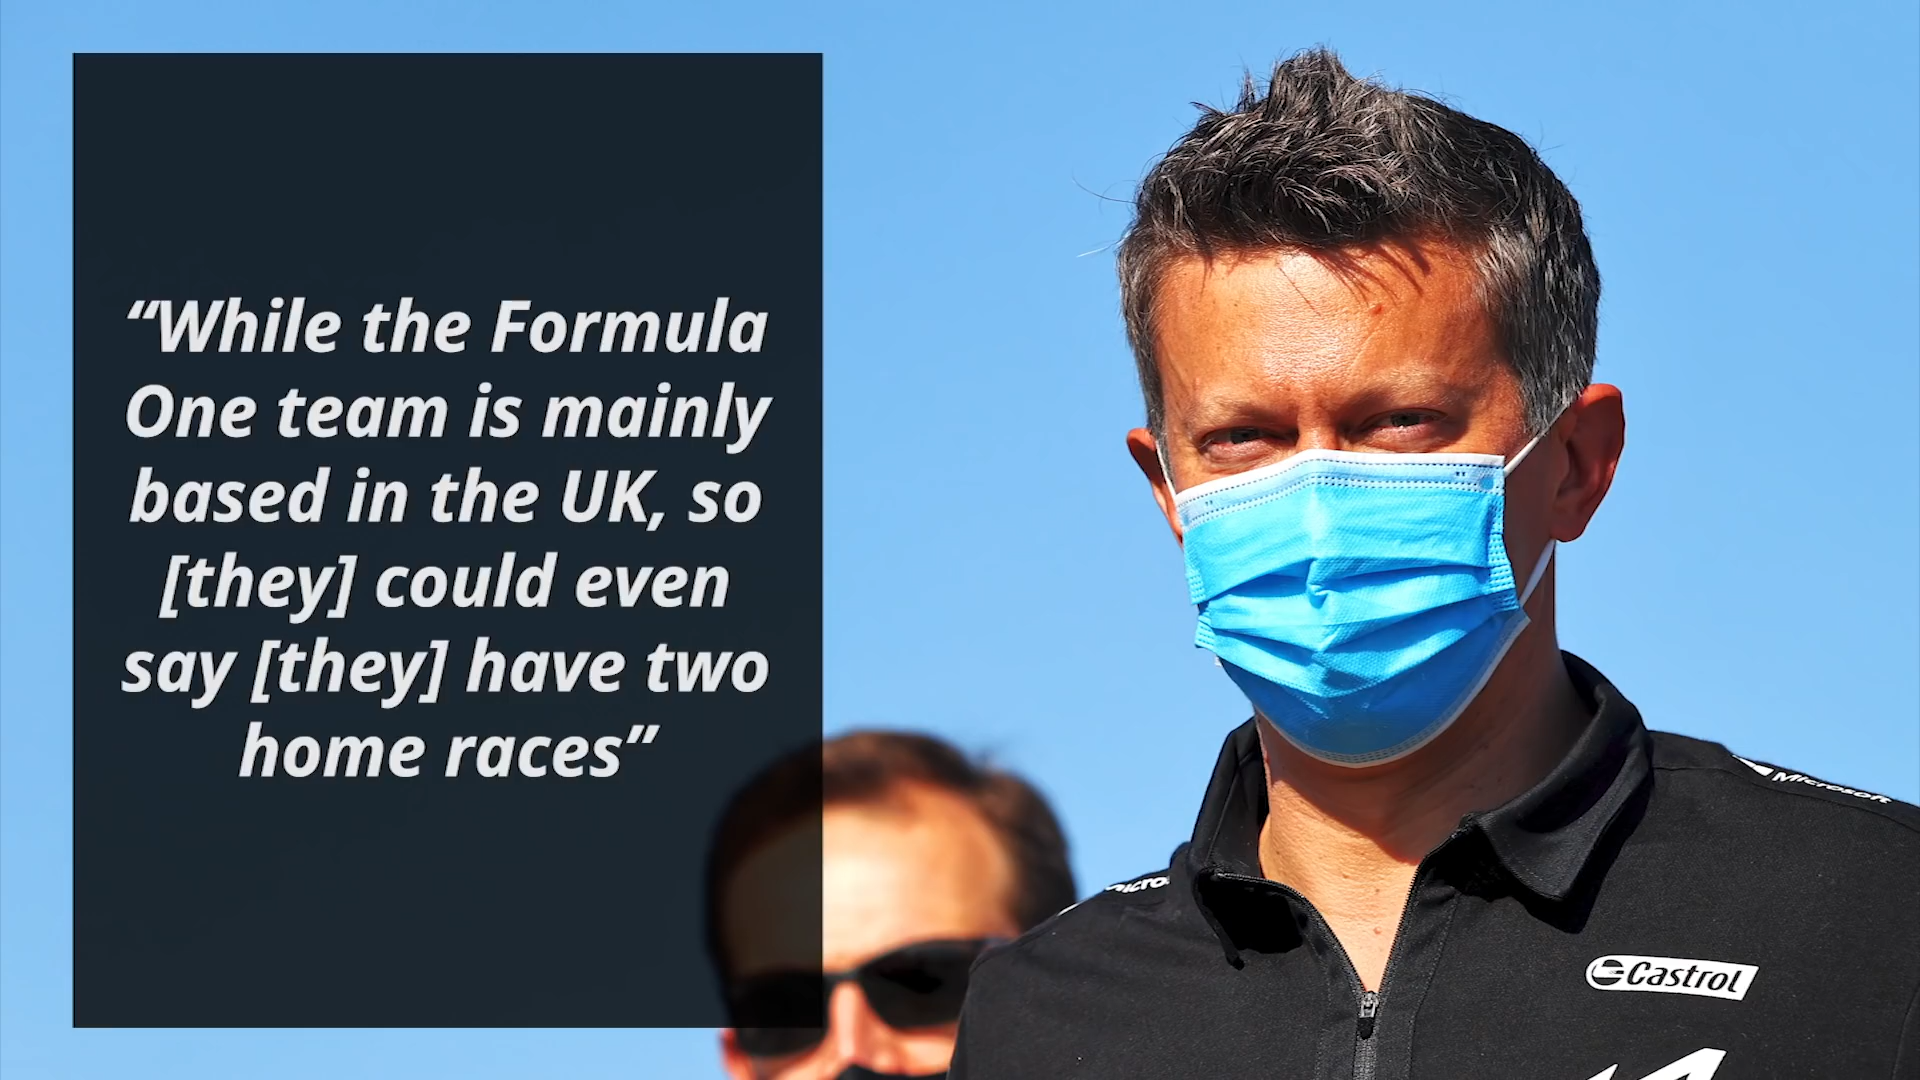 “While the Formula
One team is mainly
based in the UK, so
[they] could even
say [they] have two
home races”
Microsoft
Castrol